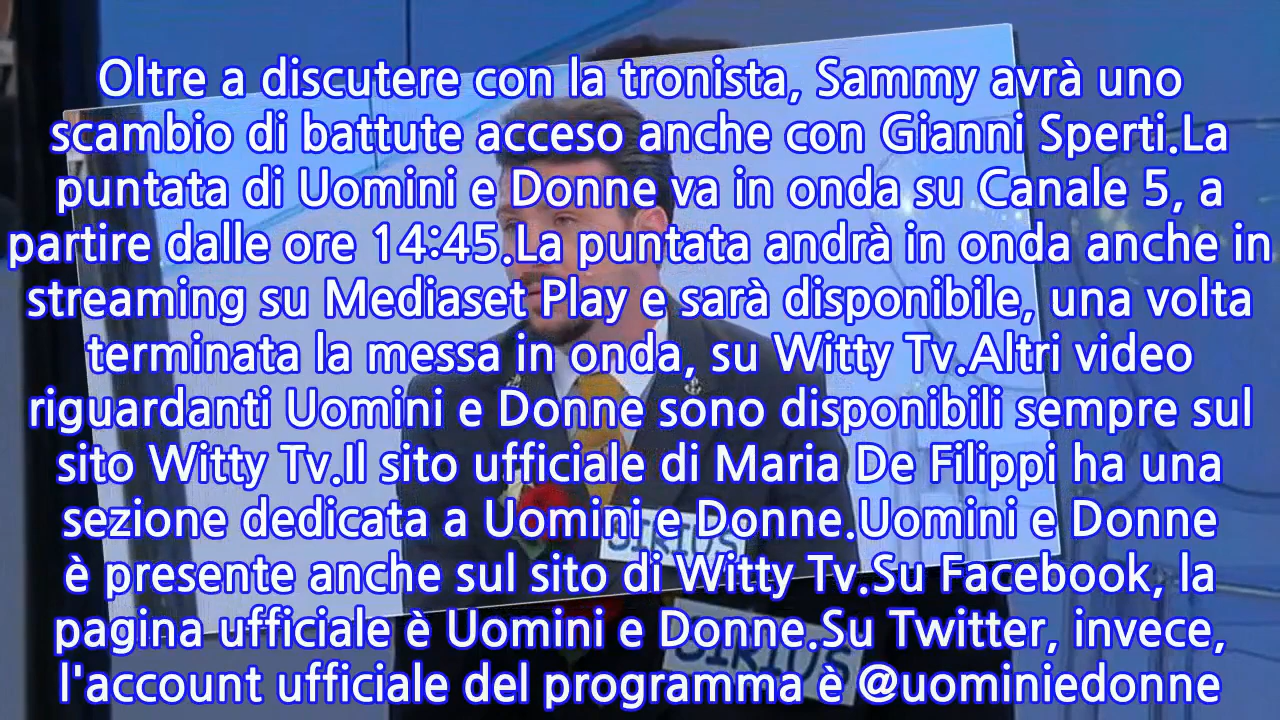 Oltre a discutere con la tronista, Sammy avrà uno
scambio di battute acceso anche con Gianni Sperti.La
puntata di Uomini e Donne va in onda su Canale 5, a
partire dalle ore 14:45.La puntata andrà in onda anche in
streaming su Mediaset Play e sarà disponibile, una volta
terminata la messa in onda, su Witty Tv.Altri video
riguardanti Uomini e Donne sono disponibili sempre sul
sito Witty Tv.Il sito ufficiale di Maria De Filippi ha una
sezione dedicata a Uomini e Donne.Uomini e Donne
SIRIUS
è presente anche sul sito di Witty Tv.Su Facebook, la
pagina ufficiale è Uomini e Donne.Su Twitter, invece,
SIRIUS
l'account ufficiale del programma è @uominiedonne